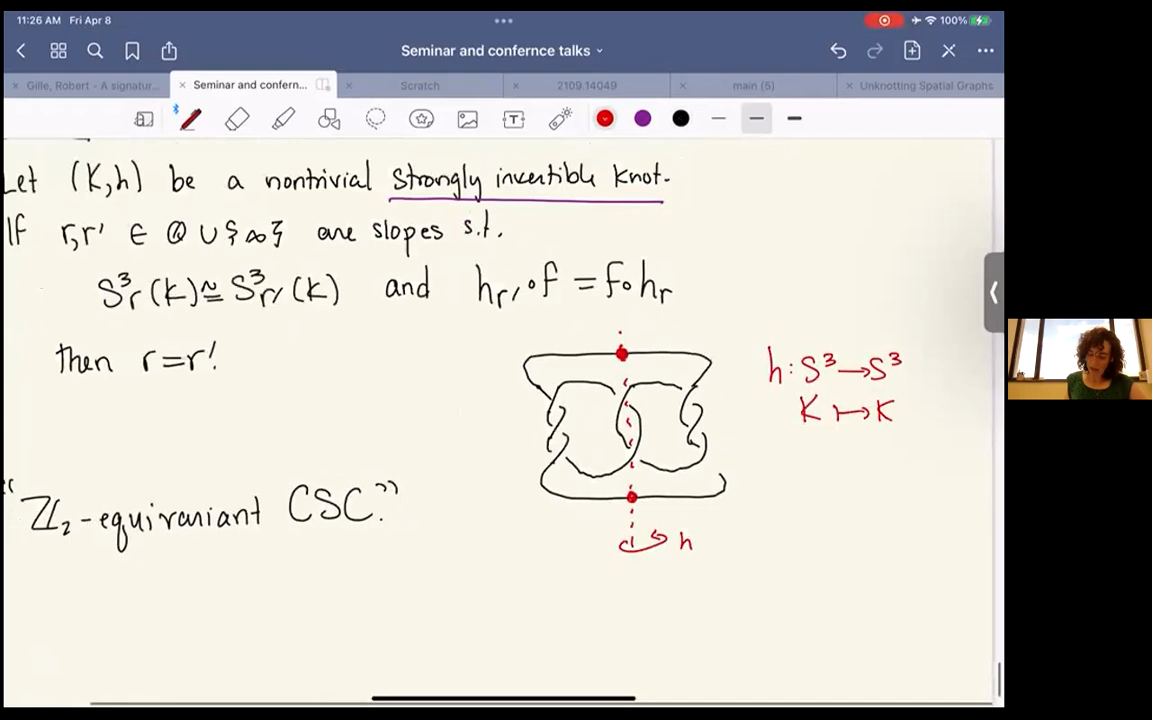 11:26 AM Fri Apr 8
100%
Seminar and confernce talks
Gille, Robert - A signatur...
Seminar and confern...
Scratch
2109.14049
main (5)
Unknotting Spatial Graphs
Let (K,h) be a nontrivial strongly invertible knot.
If r,r' ∈ ℚ ∪ {∞} are slopes s.t.
S³ᵣ(K) ≅ S³ᵣ'(K) and hᵣ' ∘ f = f ∘ hᵣ
then r=r'.
h: S³ → S³
K ↦ K
"ℤ₂-equivariant CSC."
h